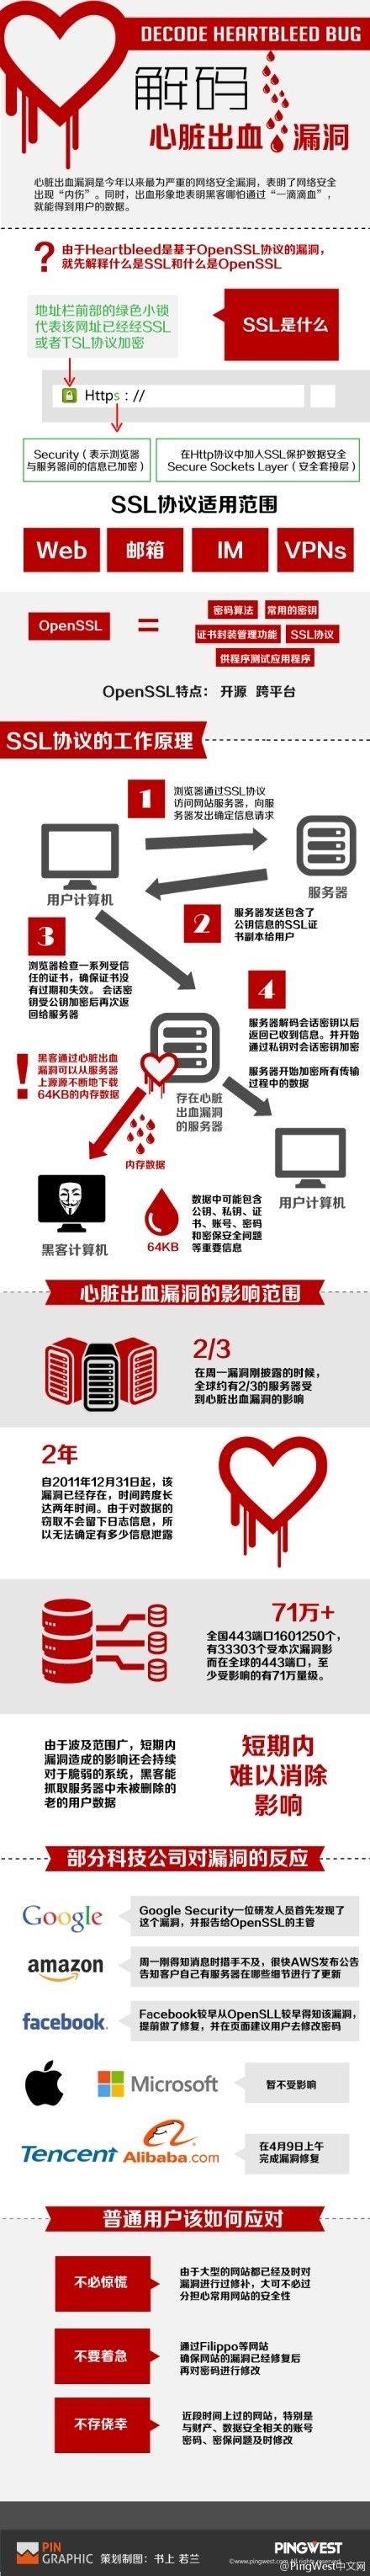 DECODE HEARTBLEED BUG
解码
心脏出血漏洞
心脏出血漏洞是今年以来最为严重的网络安全漏洞，表明了网络安全
出现“内伤”。同时，出血形象地表明黑客哪怕通过“一滴滴血”，
就能得到用户的数据。
? 由于Heartbleed是基于OpenSSL协议的漏洞，
就先解释什么是SSL和什么是OpenSSL
地址栏前部的绿色小锁
代表该网址已经经SSL
或者TSL协议加密
SSL是什么
Https://
Security（表示浏览器
与服务器间的信息已加密）
在Http协议中加入SSL保护数据安全
Secure Sockets Layer（安全套接层）
SSL协议适用范围
Web 邮箱 IM VPNs
OpenSSL =
密码算法 常用的密钥
证书封装管理功能 SSL协议
供程序测试应用程序
OpenSSL特点： 开源 跨平台
SSL协议的工作原理
1
浏览器通过SSL协议
访问网站服务器，向服
务器发出确定信息请求
用户计算机
服务器
2
服务器发送包含了
公钥信息的SSL证
书副本给用户
3
浏览器检查一系列受信
任的证书，确保证书没
有过期和失效。会话密
钥受公钥加密后再次返
回给服务器
4
服务器解码会话密钥以后
返回已收到信息。并开始
通过私钥对会话密钥加密
服务器开始加密所有传输
过程中的数据
!
黑客通过心脏出血
漏洞可以从服务器
上源源不断地下载
64KB的内存数据
存在心脏
出血漏洞
的服务器
内存数据
用户计算机
黑客计算机
64KB
数据中可能包含
公钥、私钥、证
书、账号、密码
和密保安全问题
等重要信息
心脏出血漏洞的影响范围
2/3
在周一漏洞刚披露的时候，
全球约有2/3的服务器受
到心脏出血漏洞的影响
2年
自2011年12月31日起，该
漏洞已经存在，时间跨度长
达两年时间。由于对数据的
窃取不会留下日志信息，所
以无法确定有多少信息泄露
71万+
全国443端口1601250个，
有33303个受本次漏洞影
而在全球的443端口，至
少受影响的有71万量级。
由于波及范围广，短期内
漏洞造成的影响还会持续
对于脆弱的系统，黑客能
抓取服务器中未被删除的
老的用户数据
短期内
难以消除
影响
部分科技公司对漏洞的反应
Google
Google Security一位研发人员首先发现了
这个漏洞，并报告给OpenSSL的主管
amazon
周一刚得知消息时措手不及，很快AWS发布公告
告知客户自己有服务器在哪些细节进行了更新
facebook.
Facebook较早从OpenSLL较早得知该漏洞，
提前做了修复，并在页面建议用户去修改密码
Microsoft
暂不受影响
Tencent Alibaba.com
在4月9日上午
完成漏洞修复
普通用户该如何应对
不必惊慌
由于大型的网站都已经及时对
漏洞进行过修补，大可不必过
分担心常用网站的安全性
不要着急
通过Filippo等网站
确保网站的漏洞已经修复后
再对密码进行修改
不存侥幸
近段时间上过的网站，特别是
与财产、数据安全相关的账号
密码、密保问题及时修改
PIN
GRAPHIC 策划制图：书上 若兰
PINGWEST
©www.pingwest.com All rights reserved.
@PingWest中文网